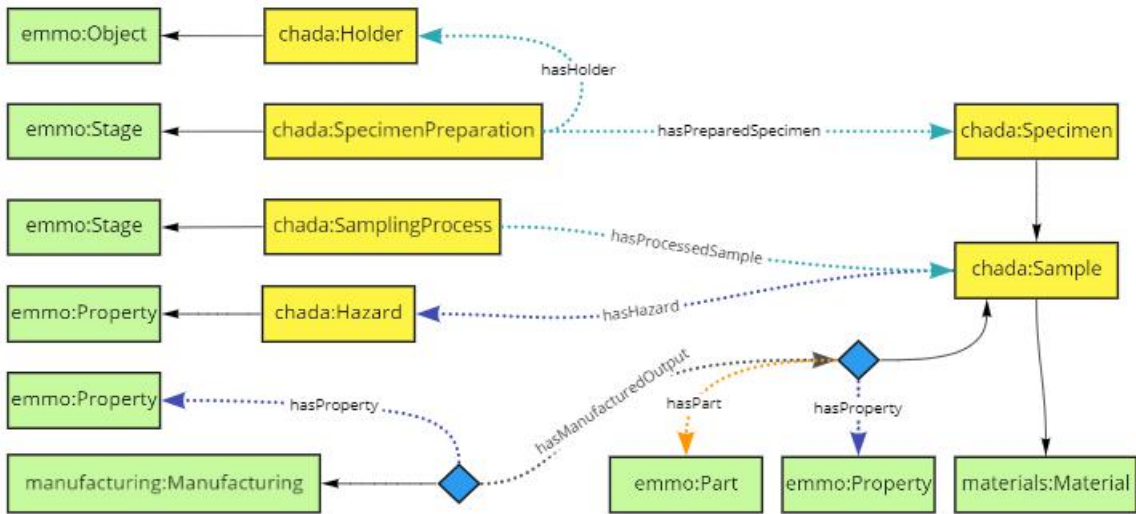 emmo:Object
chada:Holder
hasHolder
emmo:Stage
chada:SpecimenPreparation
hasPreparedSpecimen
chada:Specimen
emmo:Stage
chada:SamplingProcess
hasProcessedSample
chada:Sample
emmo:Property
chada:Hazard
hasHazard
emmo:Property
hasProperty
hasManufacturedOutput
hasPart
hasProperty
manufacturing:Manufacturing
emmo:Part
emmo:Property
materials:Material